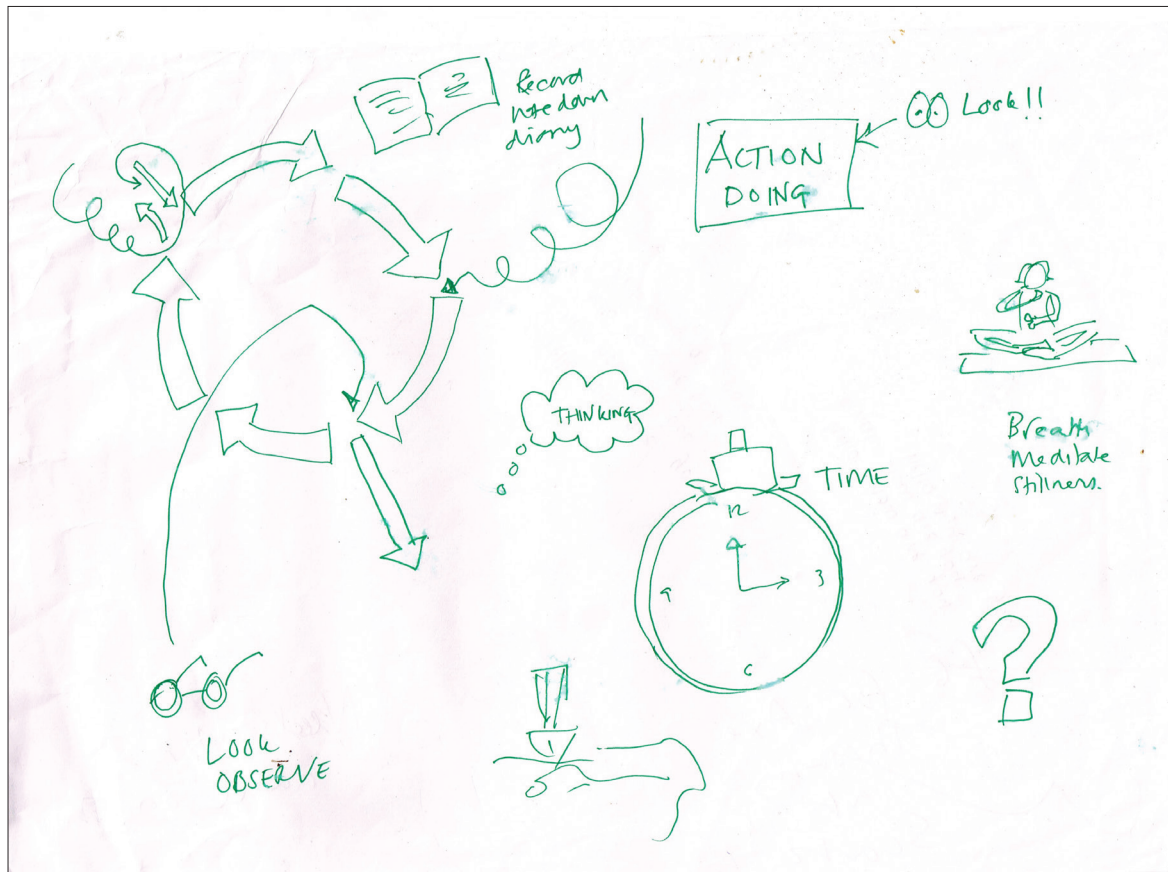 Record
note down
diary
Look!!
ACTION
DOING
THINKING
TIME
12
3
6
9
Breath
Meditate
Stillness.
?
Look.
OBSERVE